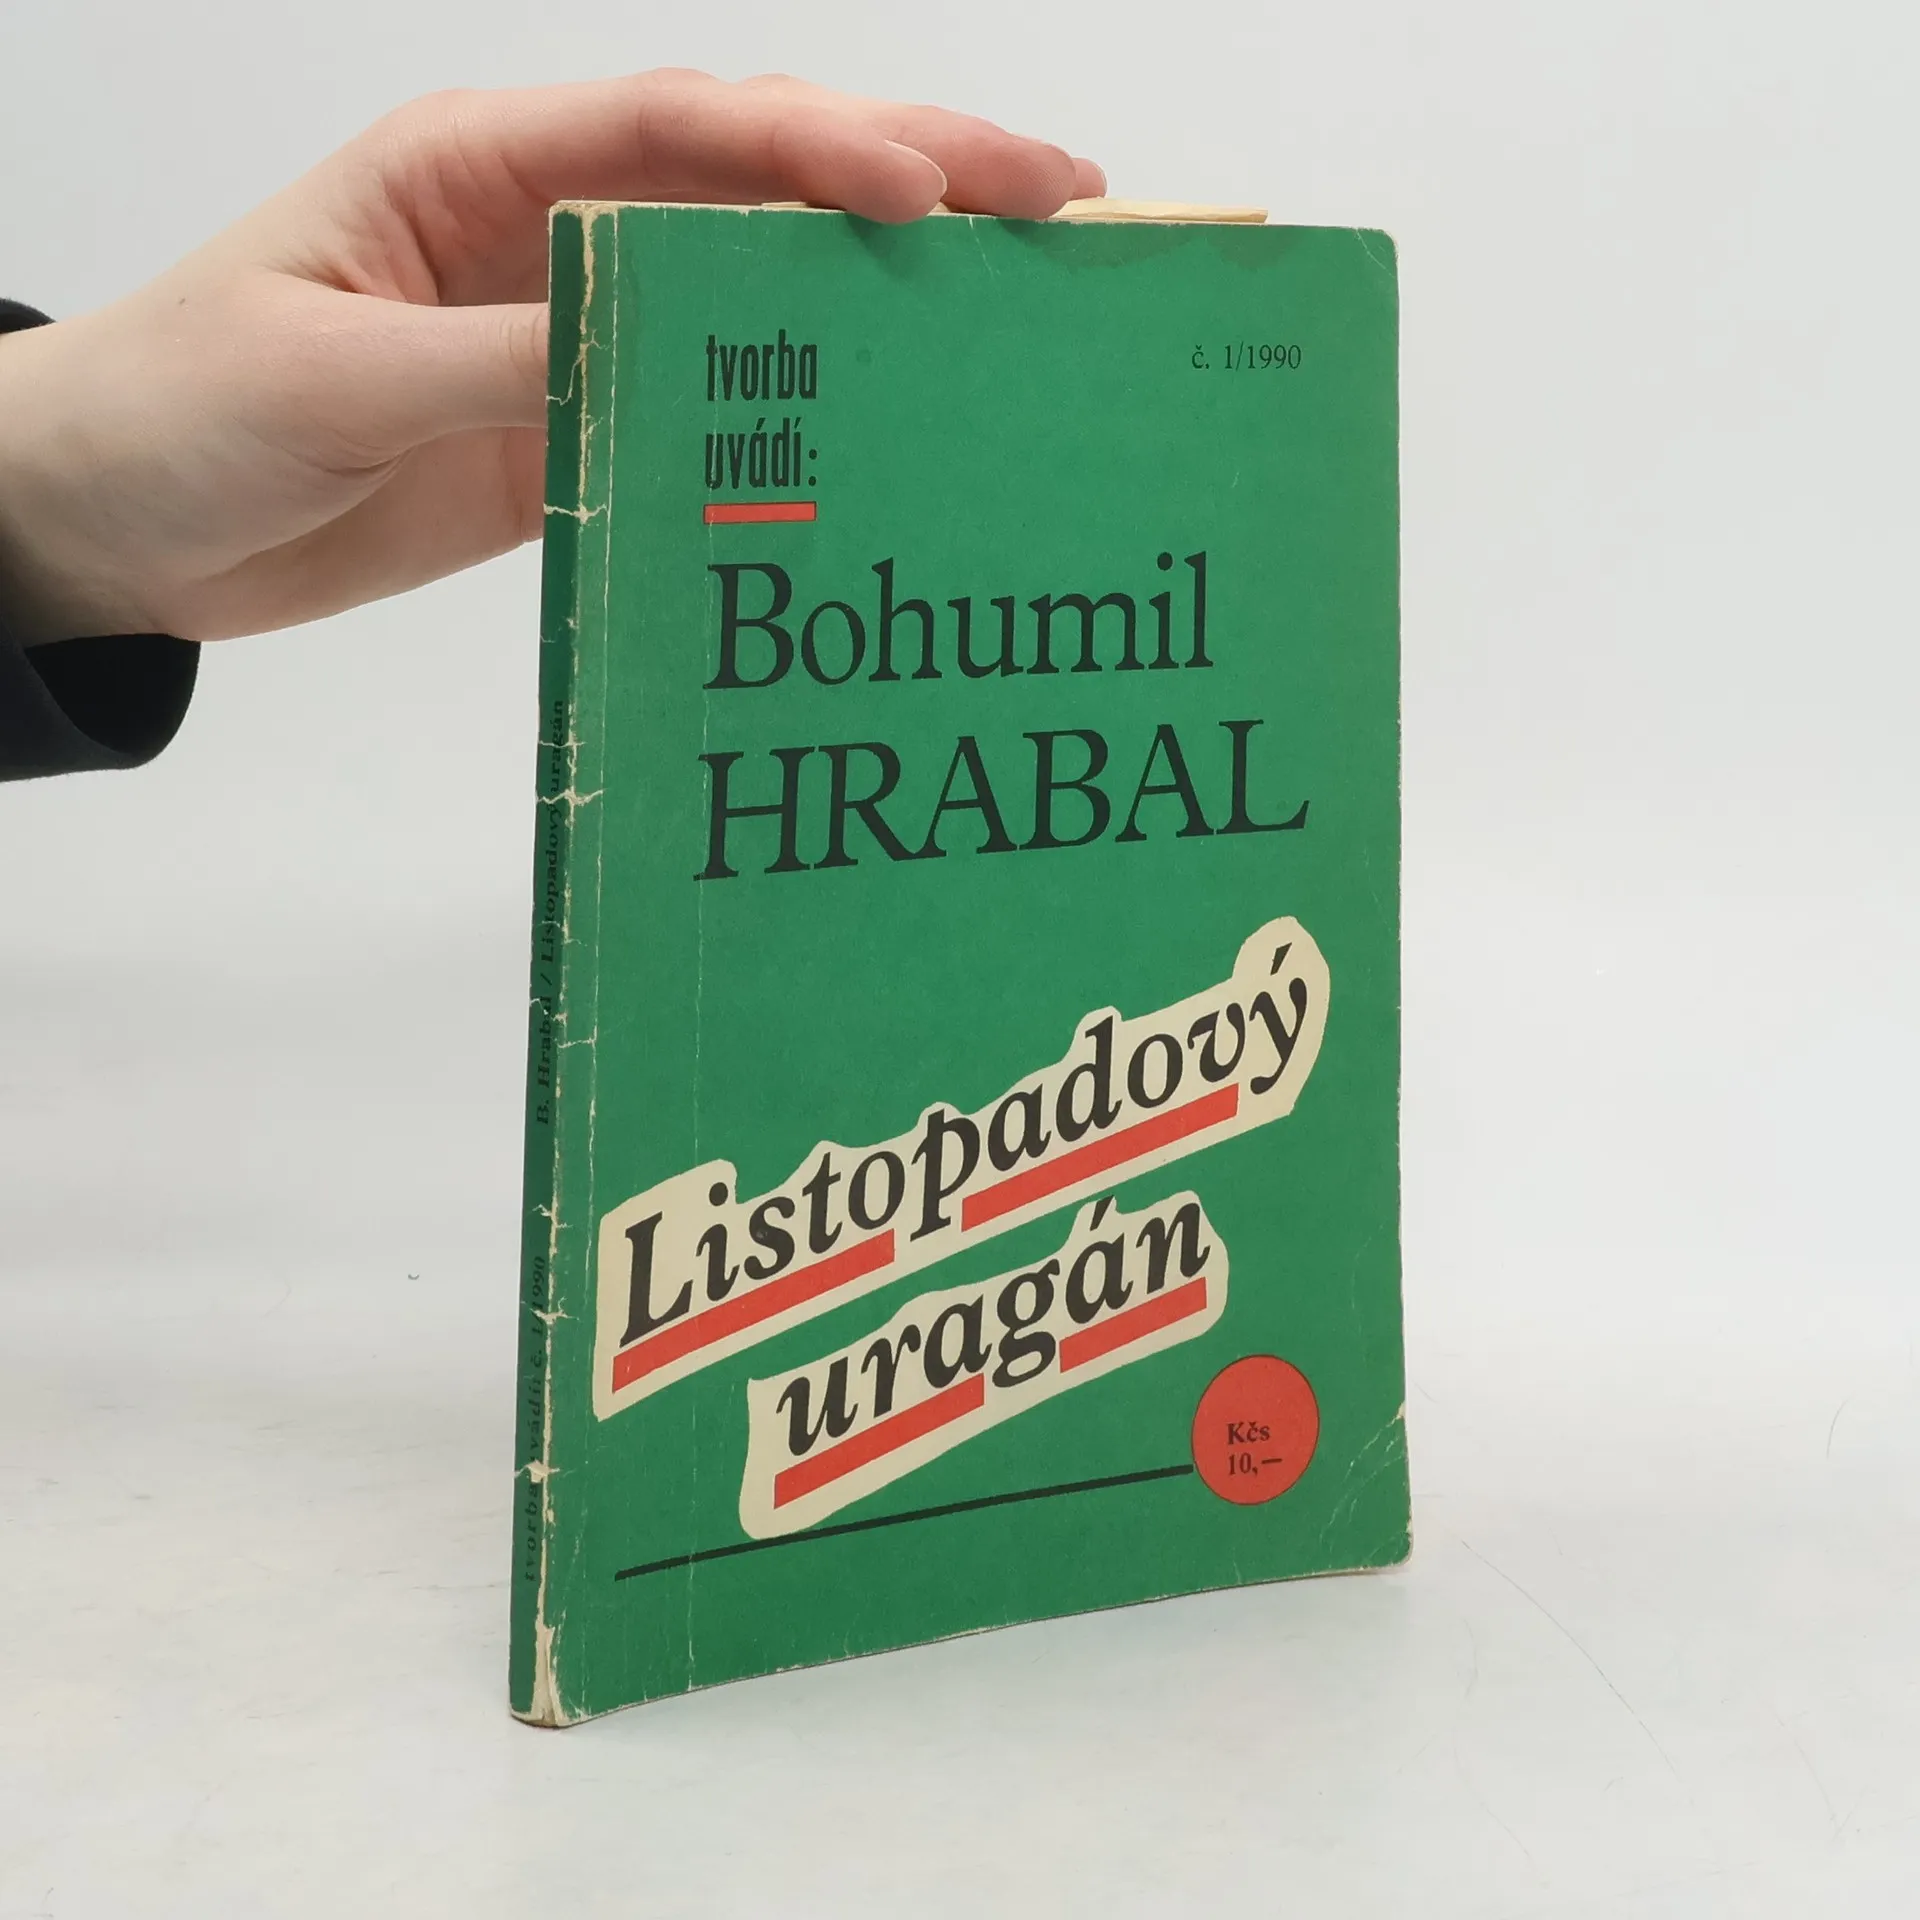 tvorba
uvádí:
č. 1/1990
Bohumil
HRABAL
Listopadový
uragán
Kčs
10,—
B. Hrabal / Listopadový uragán
tvorba uvádí: č. 1/1990